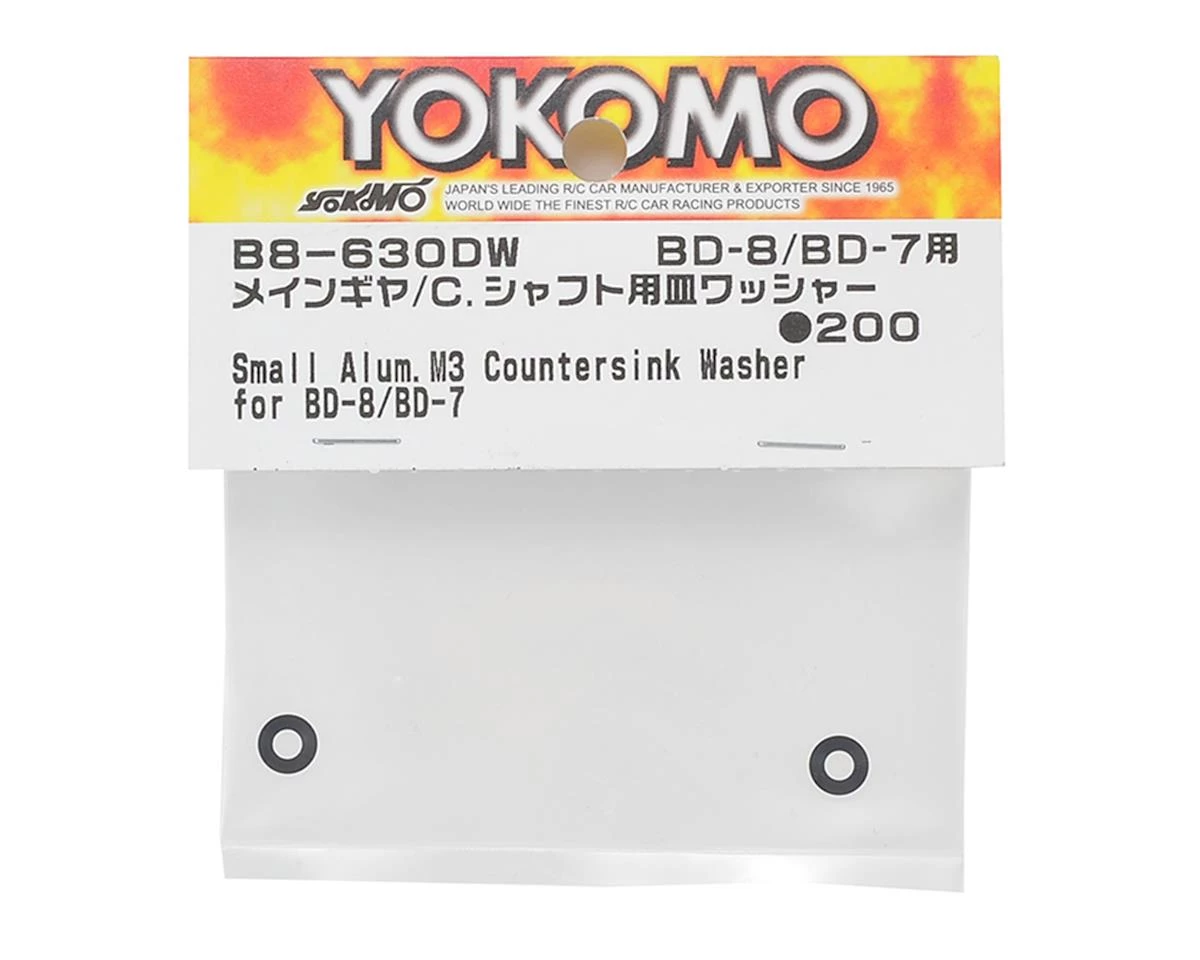 YOKOMO
YOKOMO JAPAN'S LEADING R/C CAR MANUFACTURER & EXPORTER SINCE 1965
WORLD WIDE THE FINEST R/C CAR RACING PRODUCTS
B8-630DW BD-8/BD-7用
メインギヤ/C.シャフト用皿ワッシャー
●200
Small Alum.M3 Countersink Washer
for BD-8/BD-7